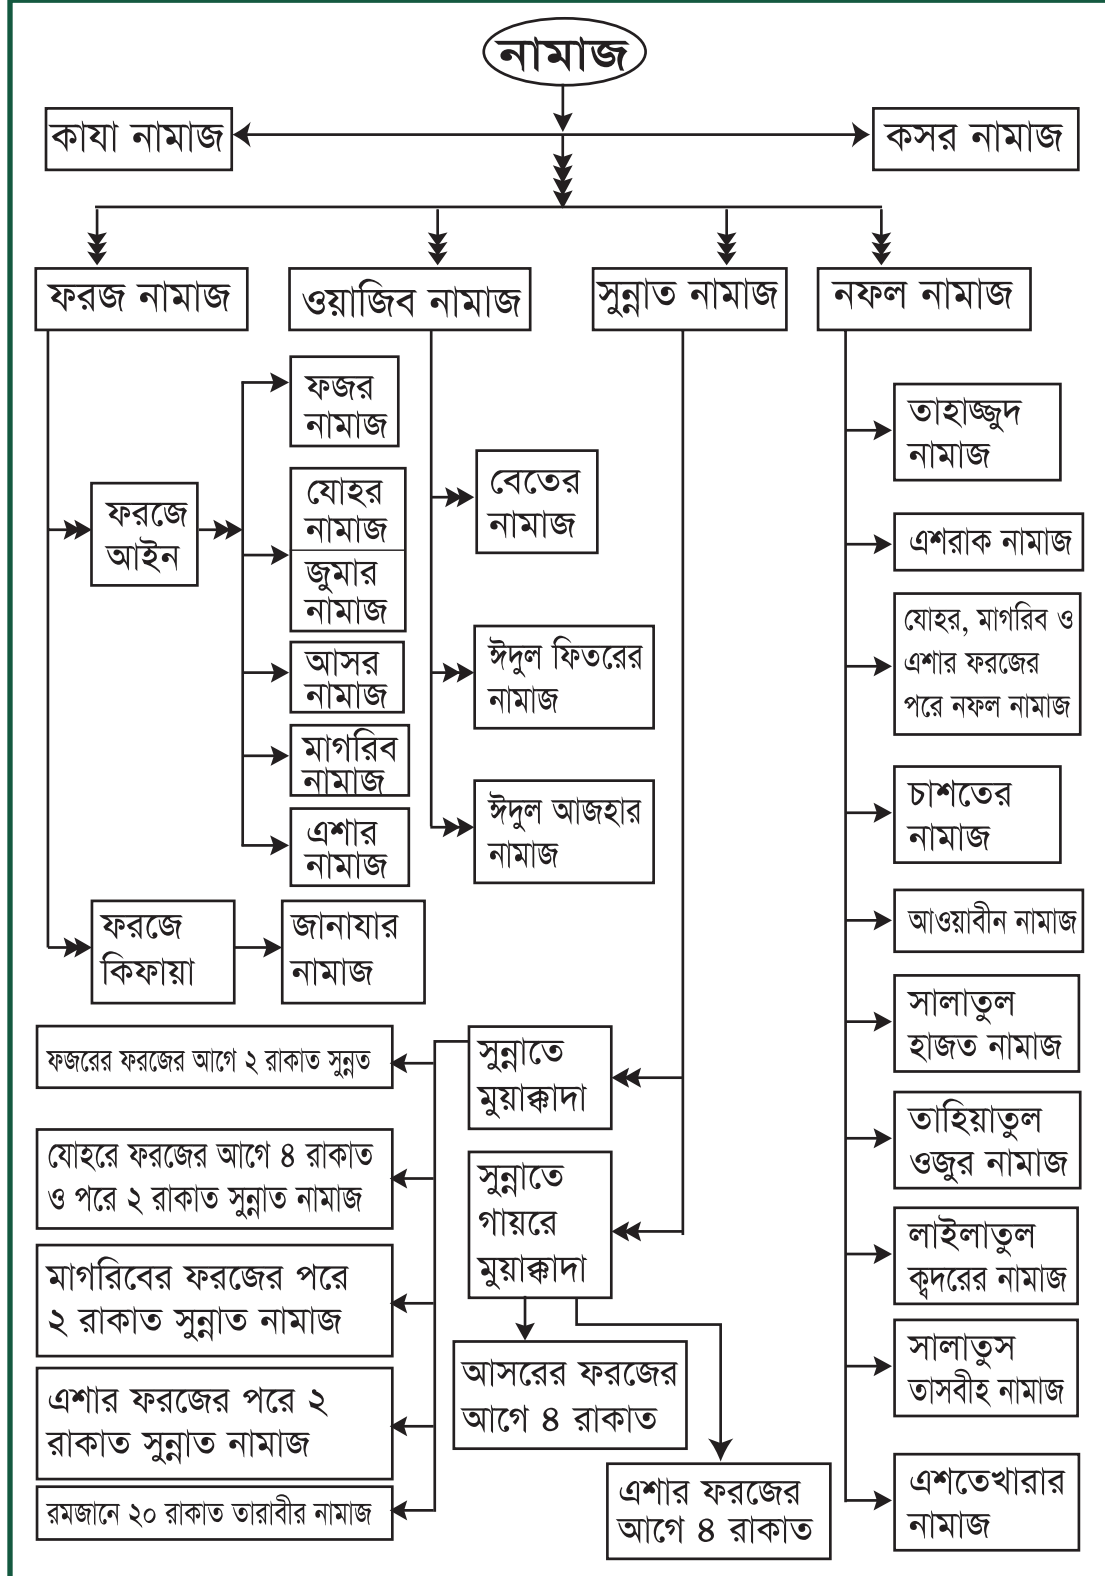 নামাজ
কাযা নামাজ
কসর নামাজ
ফরজ নামাজ
ওয়াজিব নামাজ
সুন্নাত নামাজ
নফল নামাজ
ফরজে
আইন
ফজর
নামাজ
যোহর
নামাজ
জুমার
নামাজ
আসর
নামাজ
মাগরিব
নামাজ
এশার
নামাজ
ফরজে
কিফায়া
জানাযার
নামাজ
বেতের
নামাজ
ঈদুল ফিতরের
নামাজ
ঈদুল আজহার
নামাজ
সুন্নাতে
মুয়াক্কাদা
ফজরের ফরজের আগে ২ রাকাত সুন্নত
যোহরে ফরজের আগে ৪ রাকাত
ও পরে ২ রাকাত সুন্নাত নামাজ
মাগরিবের ফরজের পরে
২ রাকাত সুন্নাত নামাজ
এশার ফরজের পরে ২
রাকাত সুন্নাত নামাজ
রমজানে ২০ রাকাত তারাবীর নামাজ
সুন্নাতে
গায়রে
মুয়াক্কাদা
আসরের ফরজের
আগে ৪ রাকাত
এশার ফরজের
আগে ৪ রাকাত
তাহাজ্জুদ
নামাজ
এশরাক নামাজ
যোহর, মাগরিব ও
এশার ফরজের
পরে নফল নামাজ
চাশতের
নামাজ
আওয়াবীন নামাজ
সালাতুল
হাজত নামাজ
তাহিয়াতুল
ওজুর নামাজ
লাইলাতুল
ক্বদরের নামাজ
সালাতুস
তাসবীহ নামাজ
এশতেখারার
নামাজ